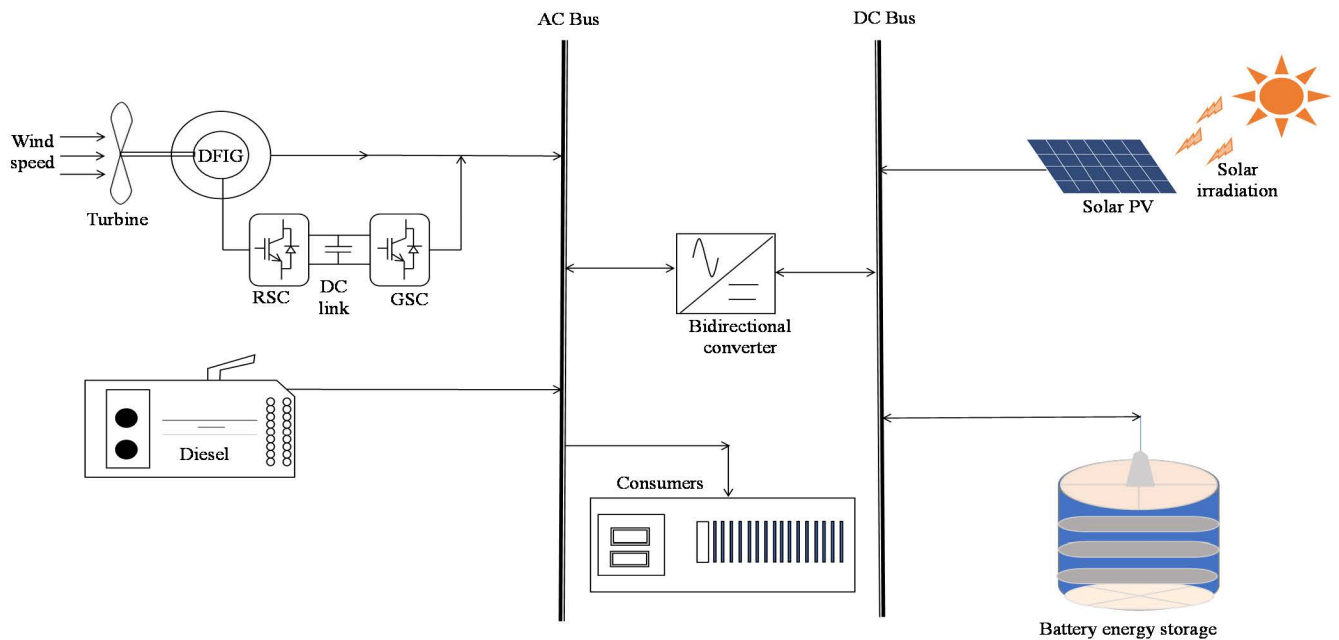 AC Bus
DC Bus
Wind
speed
DFIG
Turbine
RSC
DC
link
GSC
Solar
irradiation
Solar PV
Bidirectional
converter
Diesel
Consumers
Battery energy storage